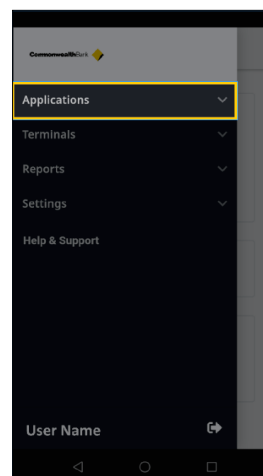 CommonwealthBank
Applications
Terminals
Reports
Settings
Help & Support
User Name